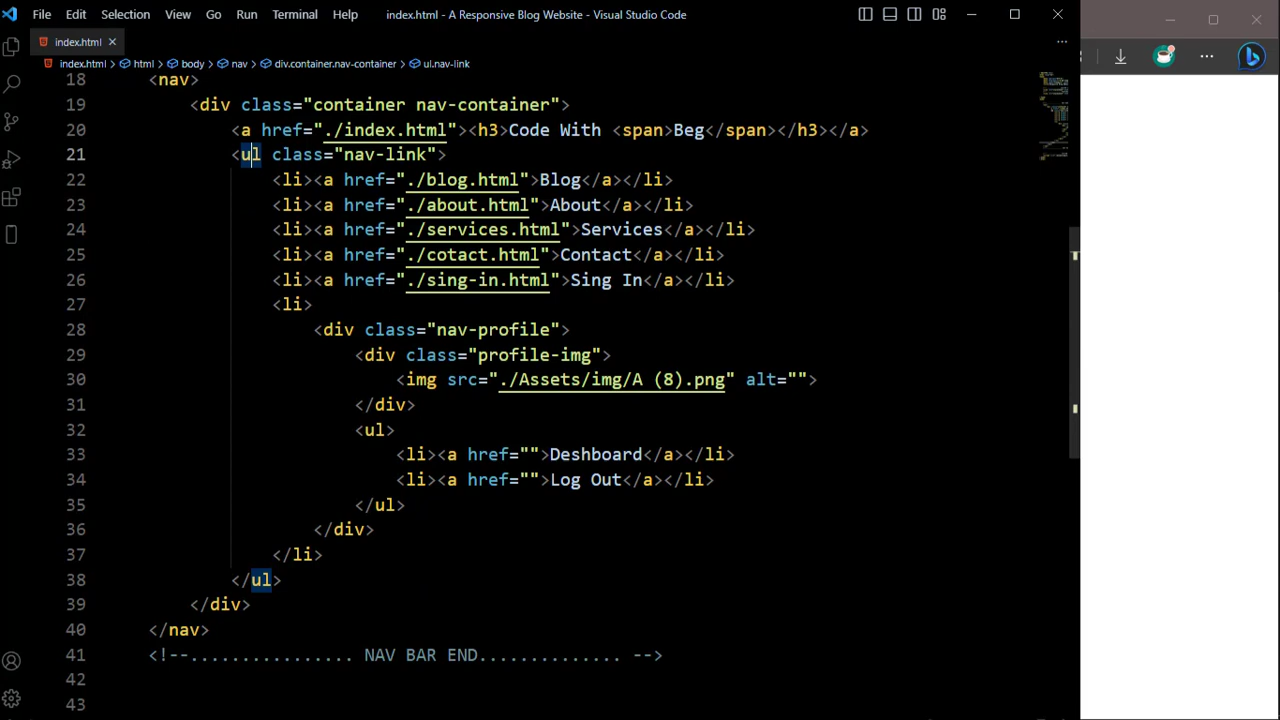 File Edit Selection View Go Run Terminal Help index.html - A Responsive Blog Website - Visual Studio Code
index.html
index.html > html > body > nav > div.container.nav-container > ul.nav-link
18 <nav>
19 <div class="container nav-container">
20 <a href="./index.html"><h3>Code With <span>Beg</span></h3></a>
21 <ul class="nav-link">
22 <li><a href="./blog.html">Blog</a></li>
23 <li><a href="./about.html">About</a></li>
24 <li><a href="./services.html">Services</a></li>
25 <li><a href="./cotact.html">Contact</a></li>
26 <li><a href="./sing-in.html">Sing In</a></li>
27 <li>
28 <div class="nav-profile">
29 <div class="profile-img">
30 <img src="./Assets/img/A (8).png" alt="">
31 </div>
32 <ul>
33 <li><a href="">Deshboard</a></li>
34 <li><a href="">Log Out</a></li>
35 </ul>
36 </div>
37 </li>
38 </ul>
39 </div>
40 </nav>
41 <!--................ NAV BAR END.............. -->
42
43